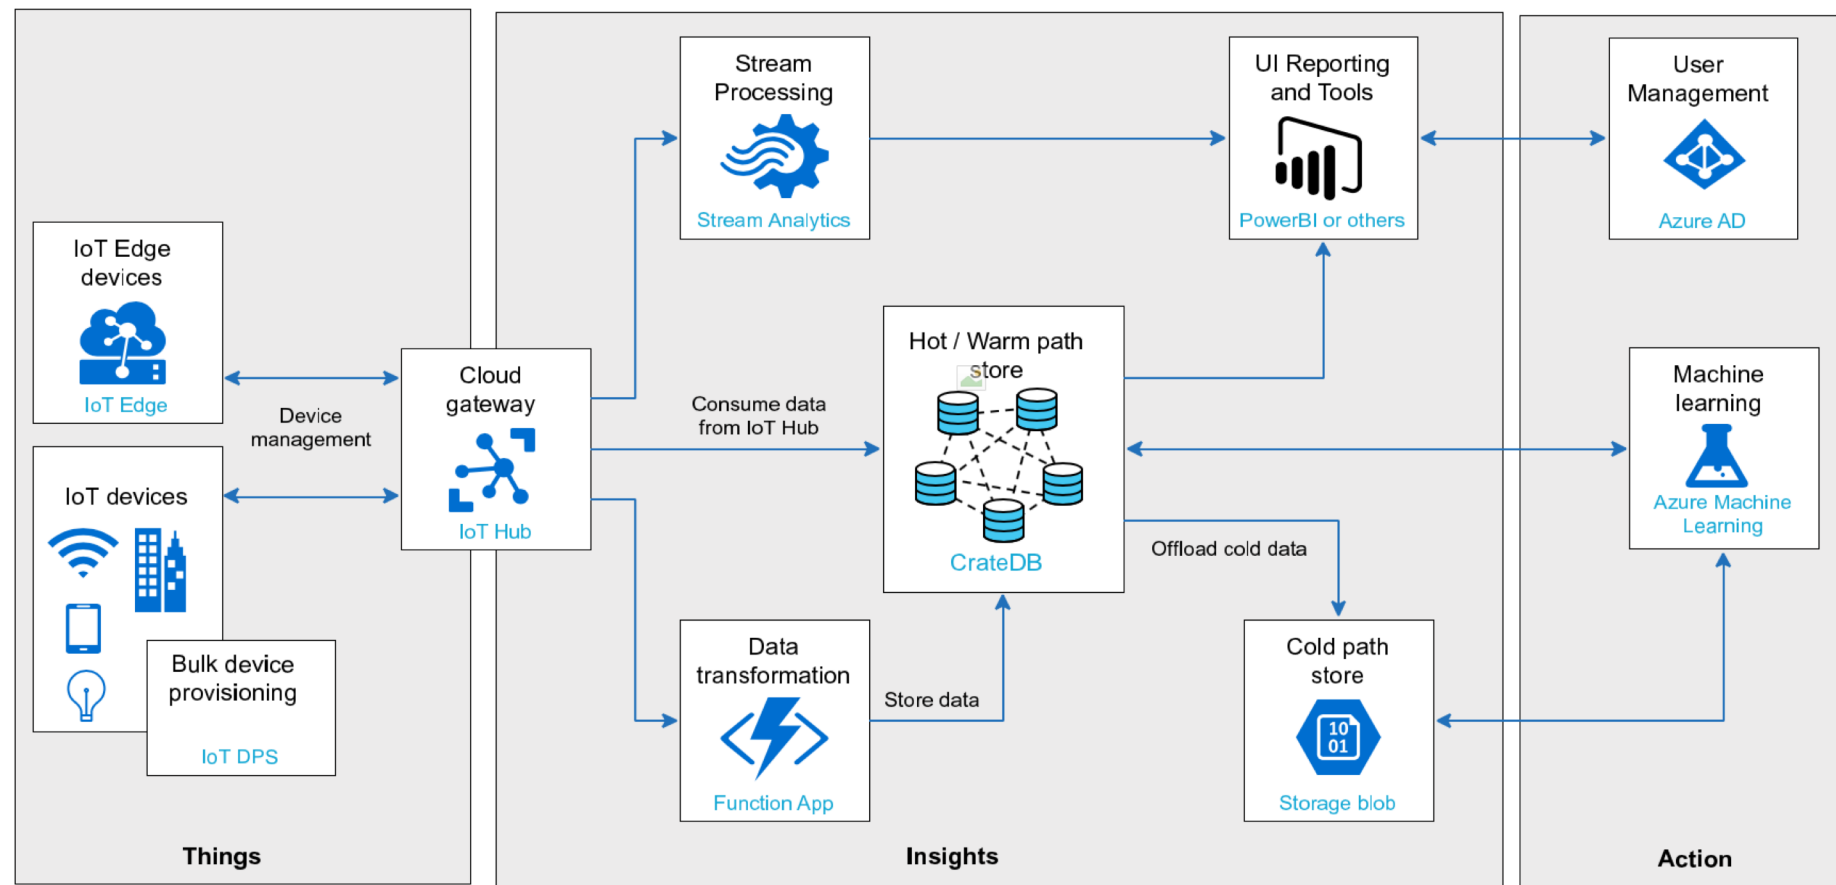 IoT Edge
devices
IoT Edge
IoT devices
Bulk device
provisioning
IoT DPS
Device
management
Things
Cloud
gateway
IoT Hub
Stream
Processing
Stream Analytics
Consume data
from IoT Hub
Data
transformation
Function App
Store data
Hot / Warm path
store
CrateDB
UI Reporting
and Tools
PowerBI or others
Offload cold data
Cold path
store
10
01
Storage blob
Insights
User
Management
Azure AD
Machine
learning
Azure Machine
Learning
Action